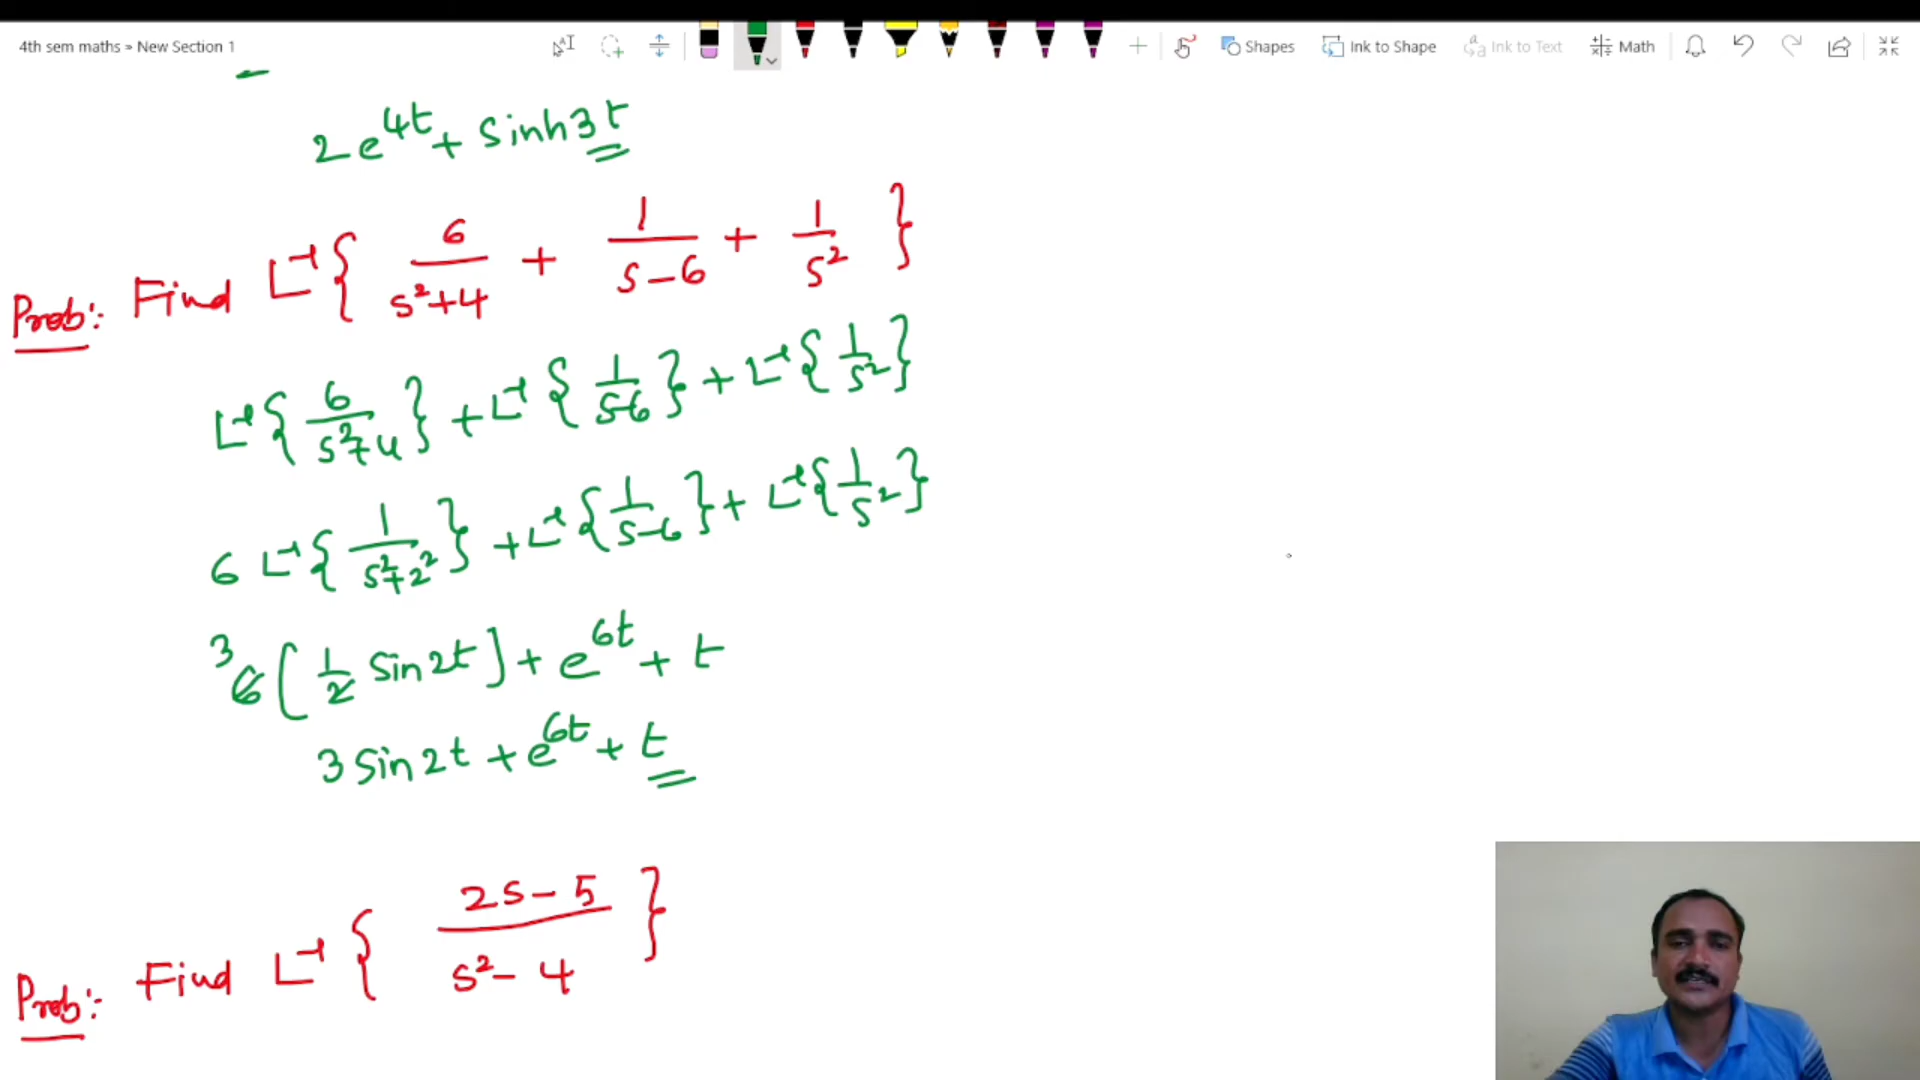 4th sem maths » New Section 1
Shapes Ink to Shape Ink to Text Math
2e^{4t} + Sinh3t
Prob: Find L⁻¹{ 6/(s²+4) + 1/(s-6) + 1/s² }
L⁻¹{ 6/(s²+4) } + L⁻¹{ 1/(s-6) } + L⁻¹{ 1/s² }
6 L⁻¹{ 1/(s²+2²) } + L⁻¹{ 1/(s-6) } + L⁻¹{ 1/s² }
3 6 [ 1/2 Sin2t ] + e^{6t} + t
3 Sin2t + e^{6t} + t
Prob: Find L⁻¹{ (2s-5)/(s²-4) }